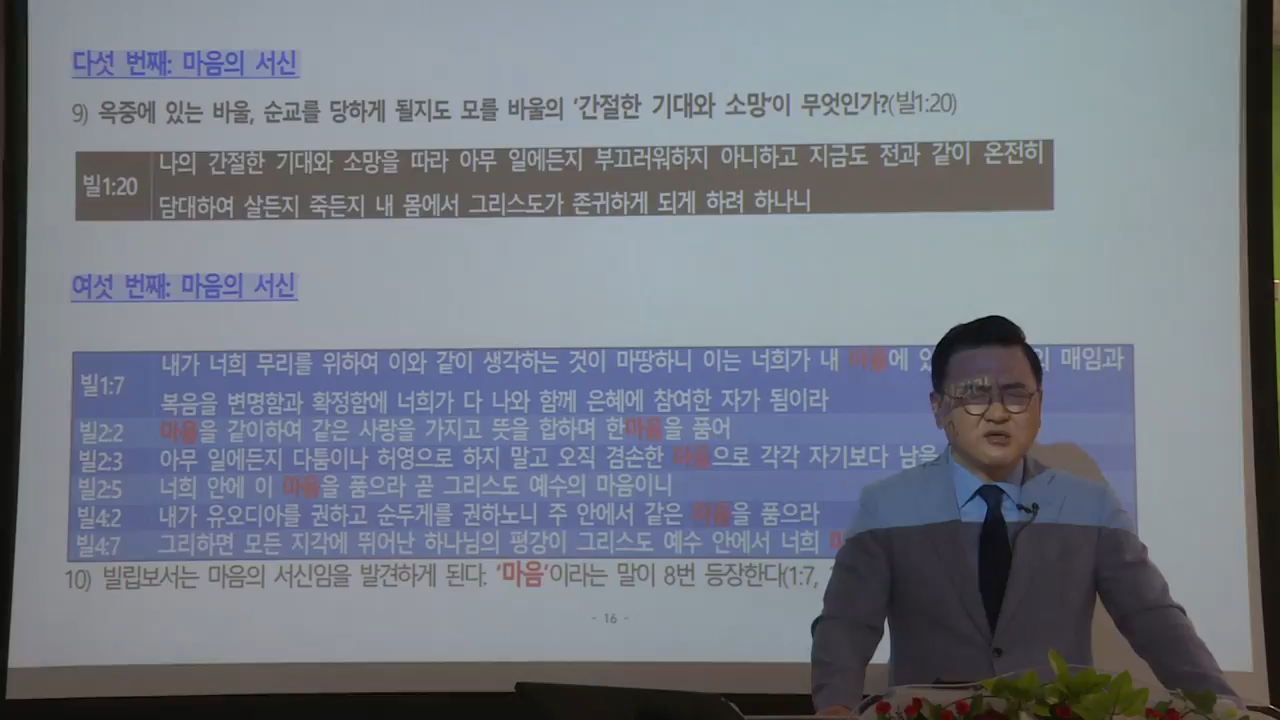 다섯 번째: 마음의 서신
9) 옥중에 있는 바울, 순교를 당하게 될지도 모를 바울의 '간절한 기대와 소망'이 무엇인가?(빌1:20)
빌1:20 나의 간절한 기대와 소망을 따라 아무 일에든지 부끄러워하지 아니하고 지금도 전과 같이 온전히
담대하여 살든지 죽든지 내 몸에서 그리스도가 존귀하게 되게 하려 하나니
여섯 번째: 마음의 서신
빌1:7 내가 너희 무리를 위하여 이와 같이 생각하는 것이 마땅하니 이는 너희가 내 마음에 매임과
복음을 변명함과 확정함에 너희가 다 나와 함께 은혜에 참여한 자가 됨이라
빌2:2 마음을 같이하여 같은 사랑을 가지고 뜻을 합하며 한마음을 품어
빌2:3 아무 일에든지 다툼이나 허영으로 하지 말고 오직 겸손한 마음으로 각각 자기보다 남을
빌2:5 너희 안에 이 마음을 품으라 곧 그리스도 예수의 마음이니
빌4:2 내가 유오디아를 권하고 순두게를 권하노니 주 안에서 같은 마음을 품으라
빌4:7 그리하면 모든 지각에 뛰어난 하나님의 평강이 그리스도 예수 안에서 너희
10) 빌립보서는 마음의 서신임을 발견하게 된다. '마음'이라는 말이 8번 등장한다(1:7,
- 16 -